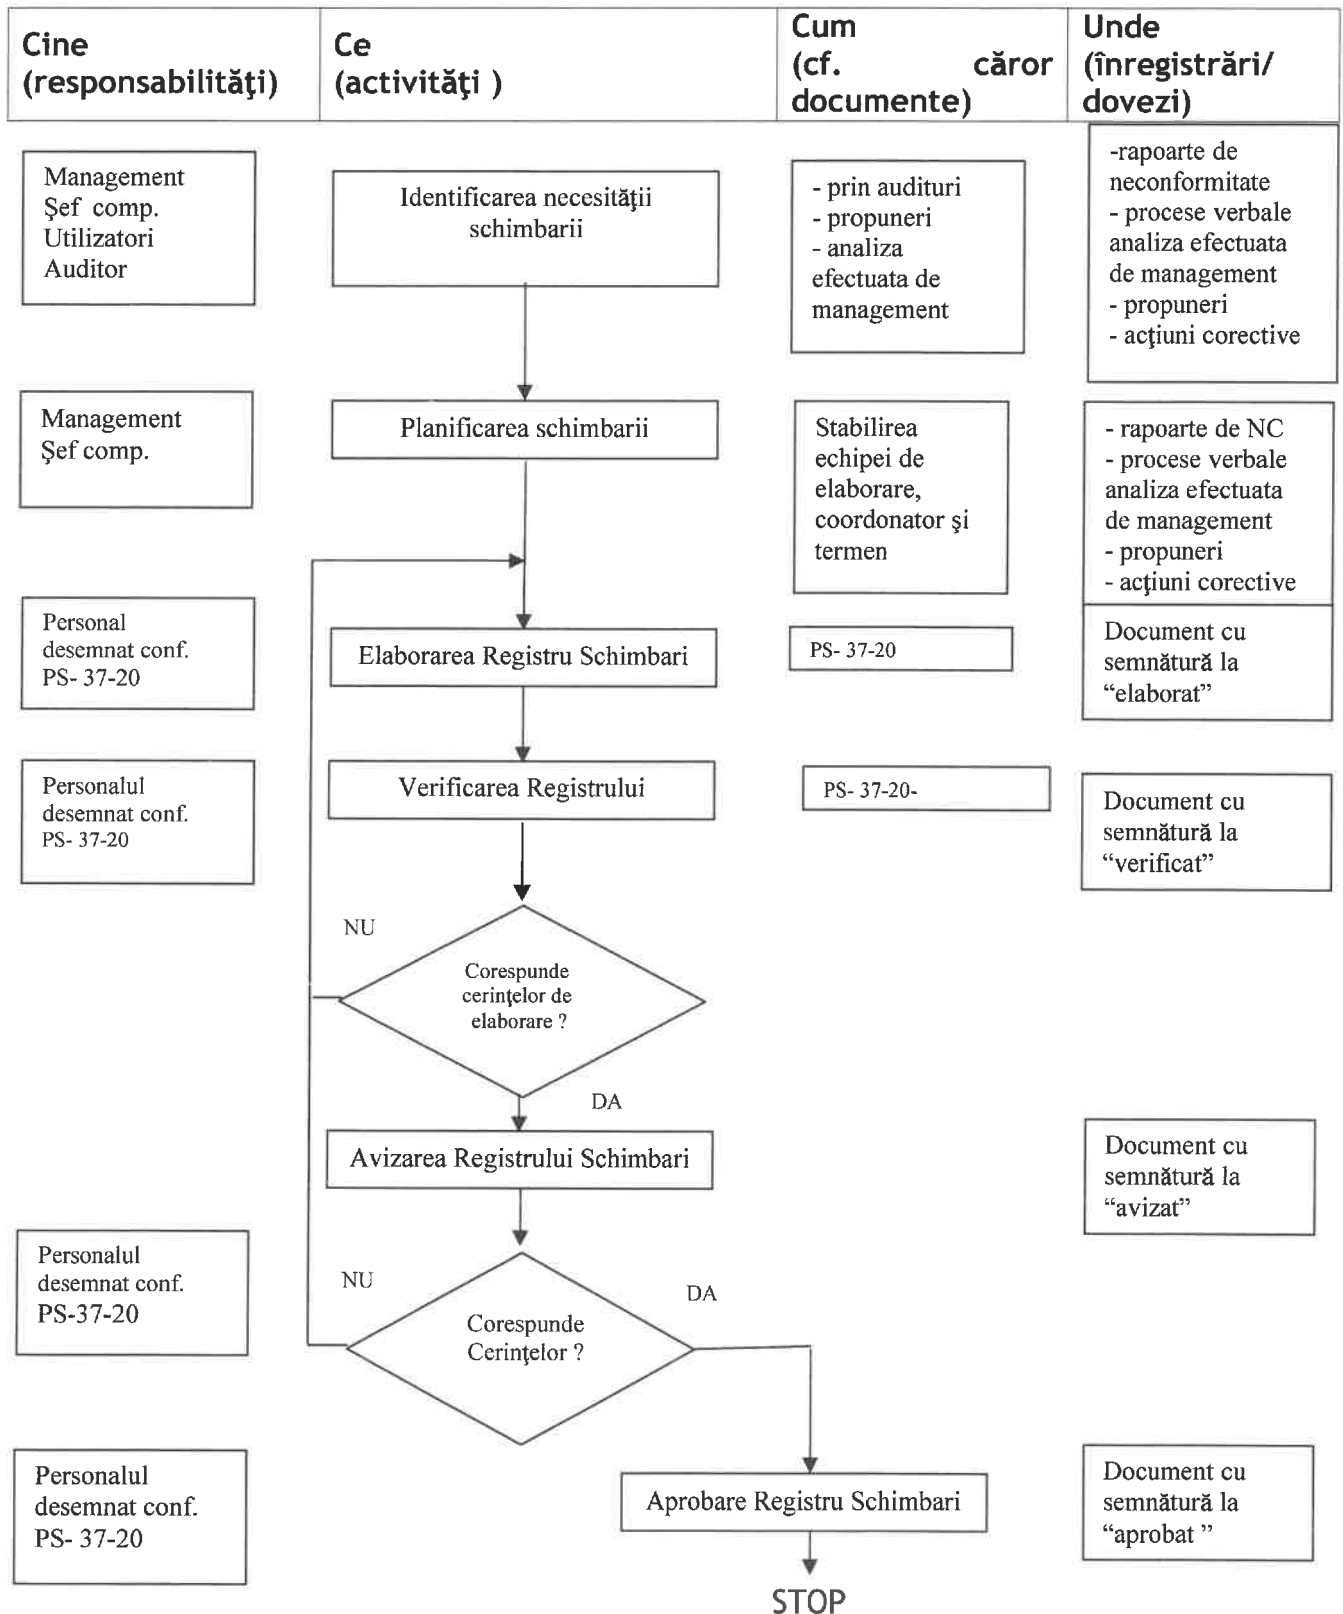 Cine
(responsabilităţi)
Ce
(activităţi )
Cum
(cf. căror
documente)
Unde
(înregistrări/
dovezi)
Management
Şef comp.
Utilizatori
Auditor
Identificarea necesităţii
schimbarii
- prin audituri
- propuneri
- analiza
efectuata de
management
-rapoarte de
neconformitate
- procese verbale
analiza efectuata
de management
- propuneri
- acţiuni corective
Management
Şef comp.
Planificarea schimbarii
Stabilirea
echipei de
elaborare,
coordonator şi
termen
- rapoarte de NC
- procese verbale
analiza efectuata
de management
- propuneri
- acţiuni corective
Personal
desemnat conf.
PS- 37-20
Elaborarea Registru Schimbari
PS- 37-20
Document cu
semnătură la
“elaborat”
Personalul
desemnat conf.
PS- 37-20
Verificarea Registrului
PS- 37-20-
Document cu
semnătură la
“verificat”
NU
Corespunde
cerinţelor de
elaborare ?
DA
Avizarea Registrului Schimbari
Document cu
semnătură la
“avizat”
Personalul
desemnat conf.
PS-37-20
NU
Corespunde
Cerinţelor ?
DA
Personalul
desemnat conf.
PS- 37-20
Aprobare Registru Schimbari
Document cu
semnătură la
“aprobat ”
STOP